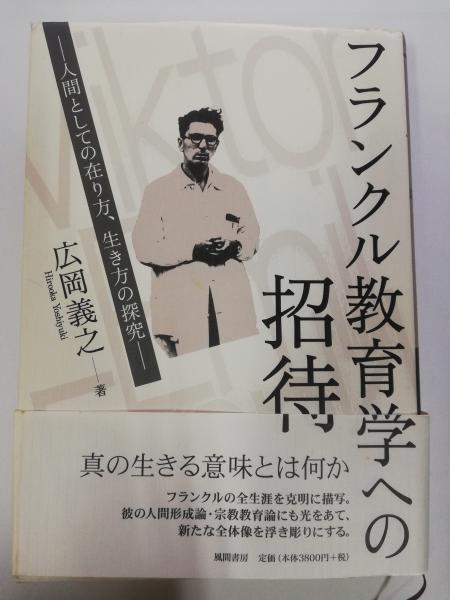 フランクル教育学への
招待
―人間としての在り方、生き方の探究―
広岡義之―著
Hirooka Yoshiyuki
Viktor
真の生きる意味とは何か
フランクルの全生涯を克明に描写。
彼の人間形成論・宗教教育論にも光をあて、
新たな全体像を浮き彫りにする。
風間書房 定価(本体3800円+税)